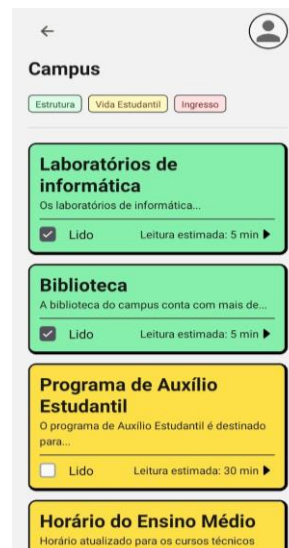 Campus
Estrutura
Vida Estudantil
Ingresso
Laboratórios de
informática
Os laboratórios de informática...
Lido
Leitura estimada: 5 min
Biblioteca
A biblioteca do campus conta com mais de...
Lido
Leitura estimada: 5 min
Programa de Auxílio
Estudantil
O programa de Auxílio Estudantil é destinado
para...
Lido
Leitura estimada: 30 min
Horário do Ensino Médio
Horário atualizado para os cursos técnicos